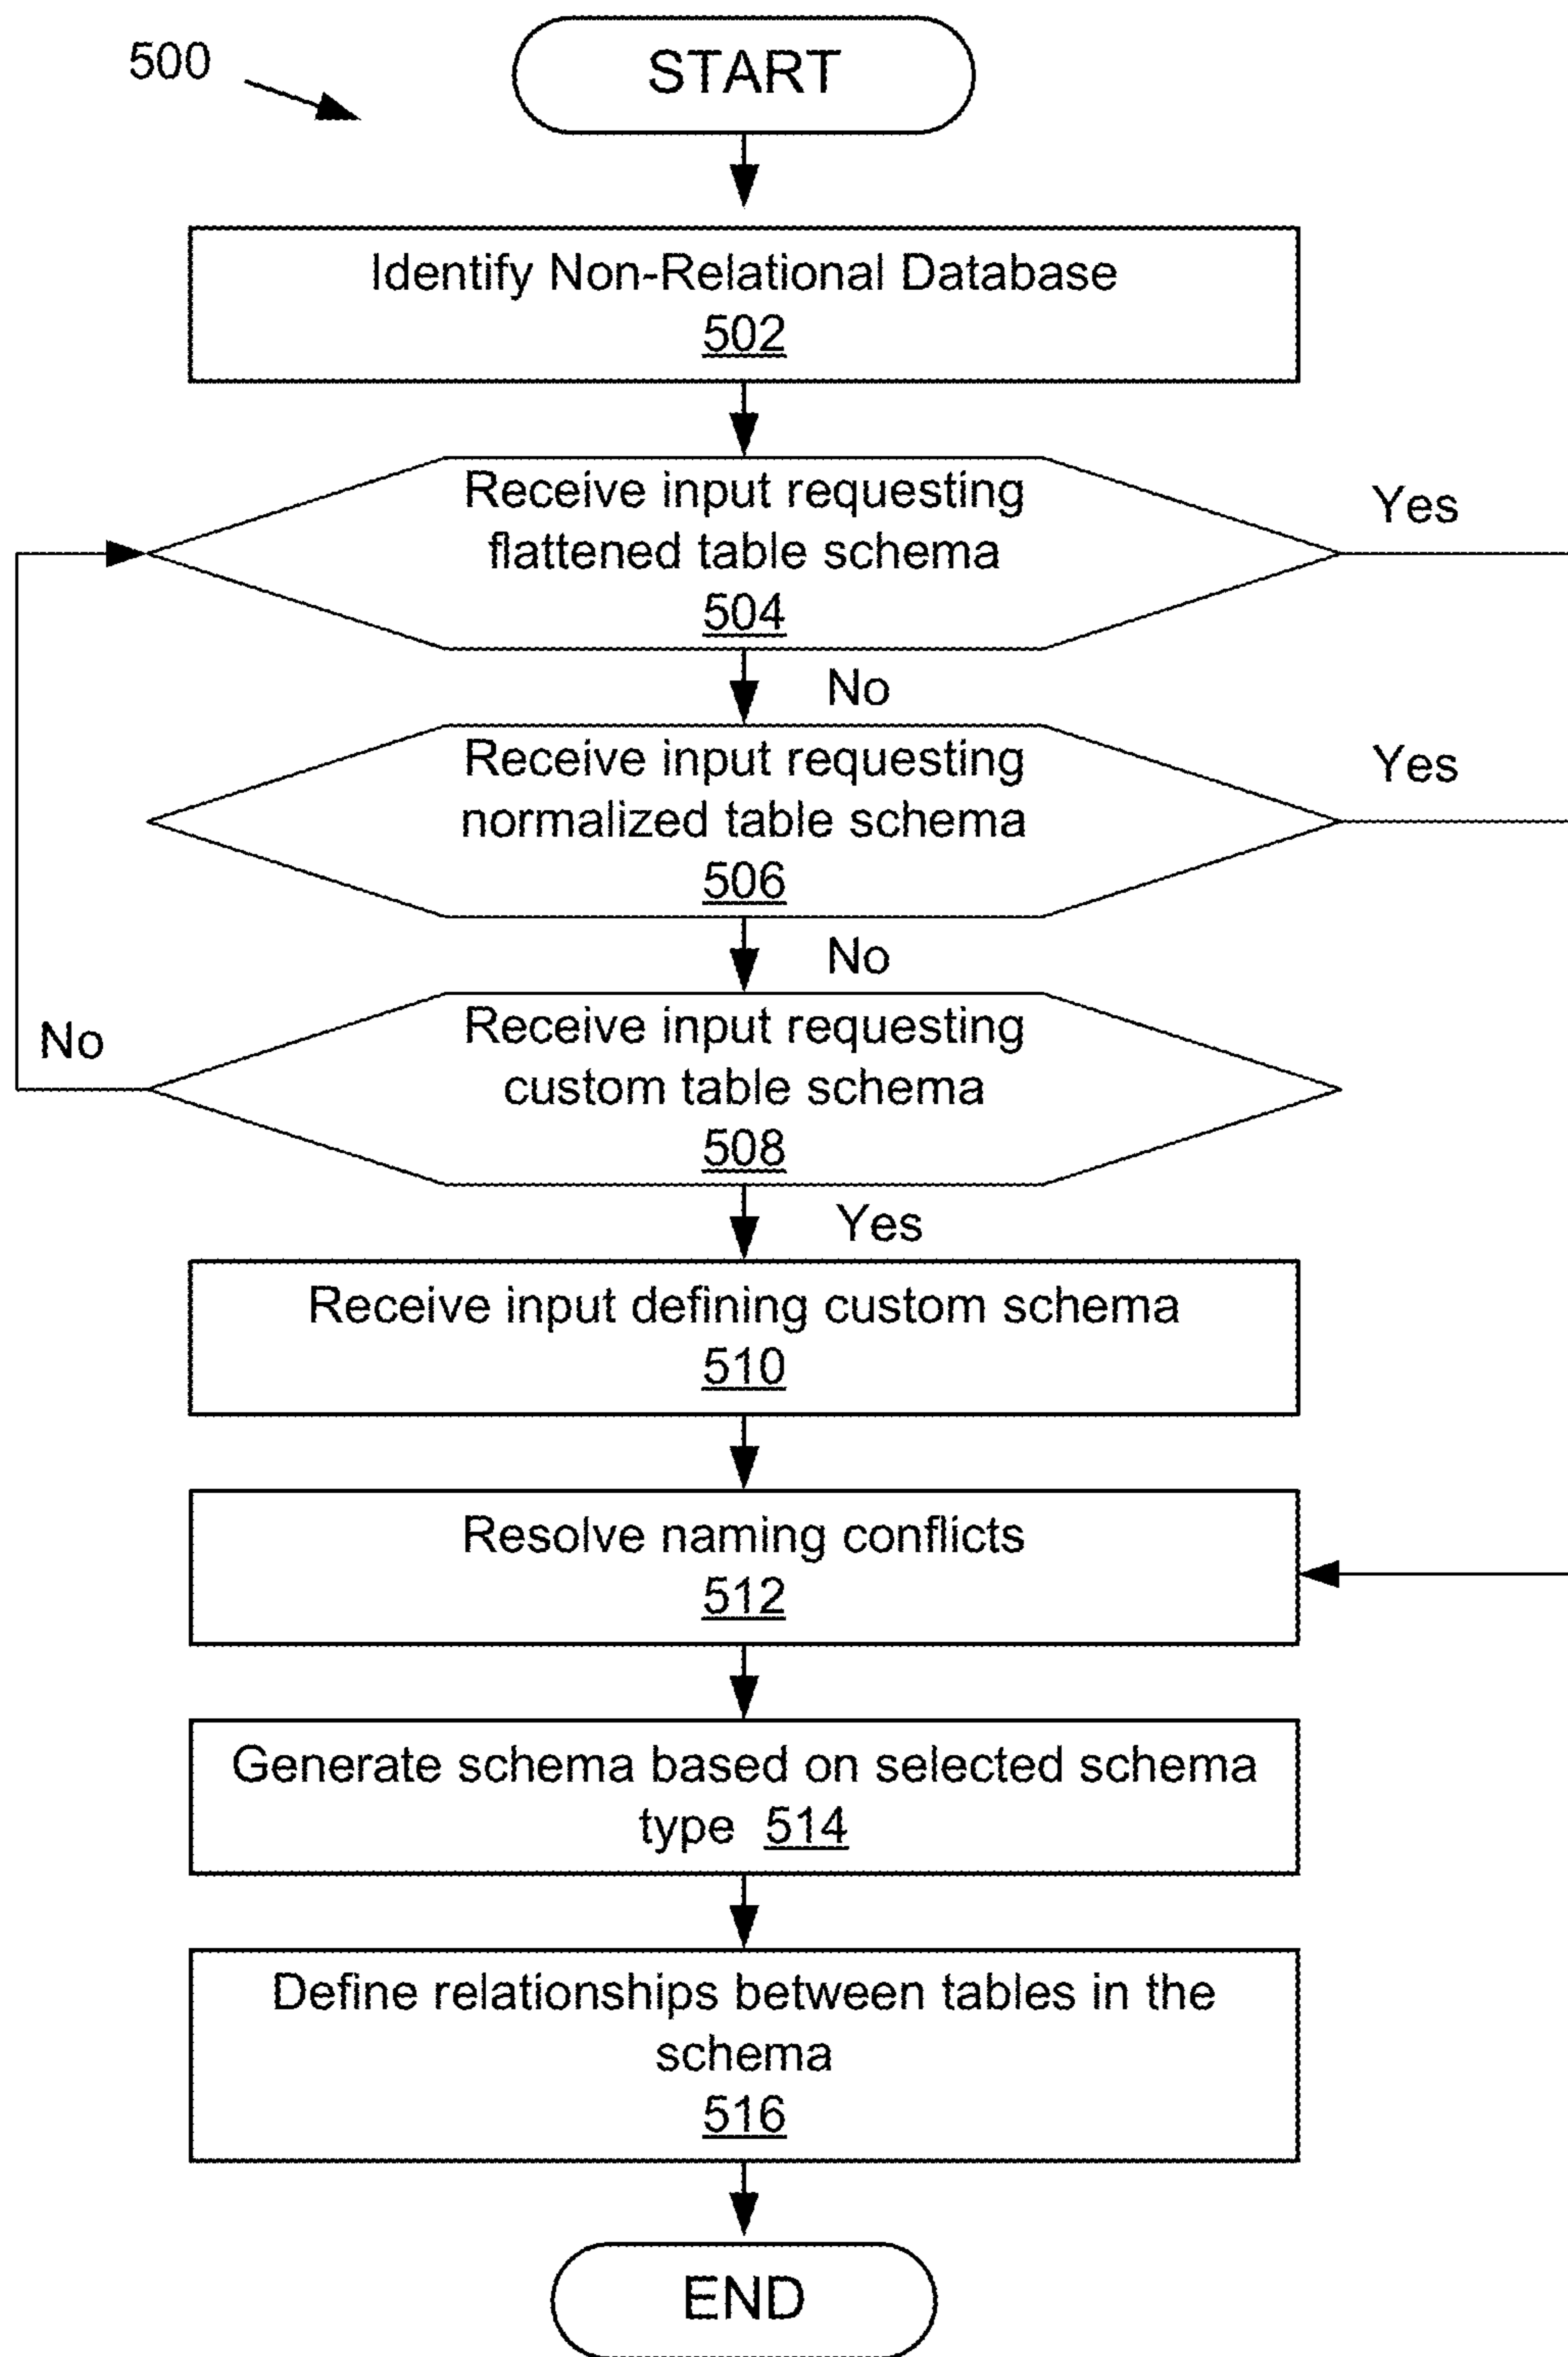 500
START
Identify Non-Relational Database
502
Receive input requesting
flattened table schema
504
Yes
No
Receive input requesting
normalized table schema
506
Yes
No
Receive input requesting
custom table schema
508
No
Yes
Receive input defining custom schema
510
Resolve naming conflicts
512
Generate schema based on selected schema
type 514
Define relationships between tables in the
schema
516
END